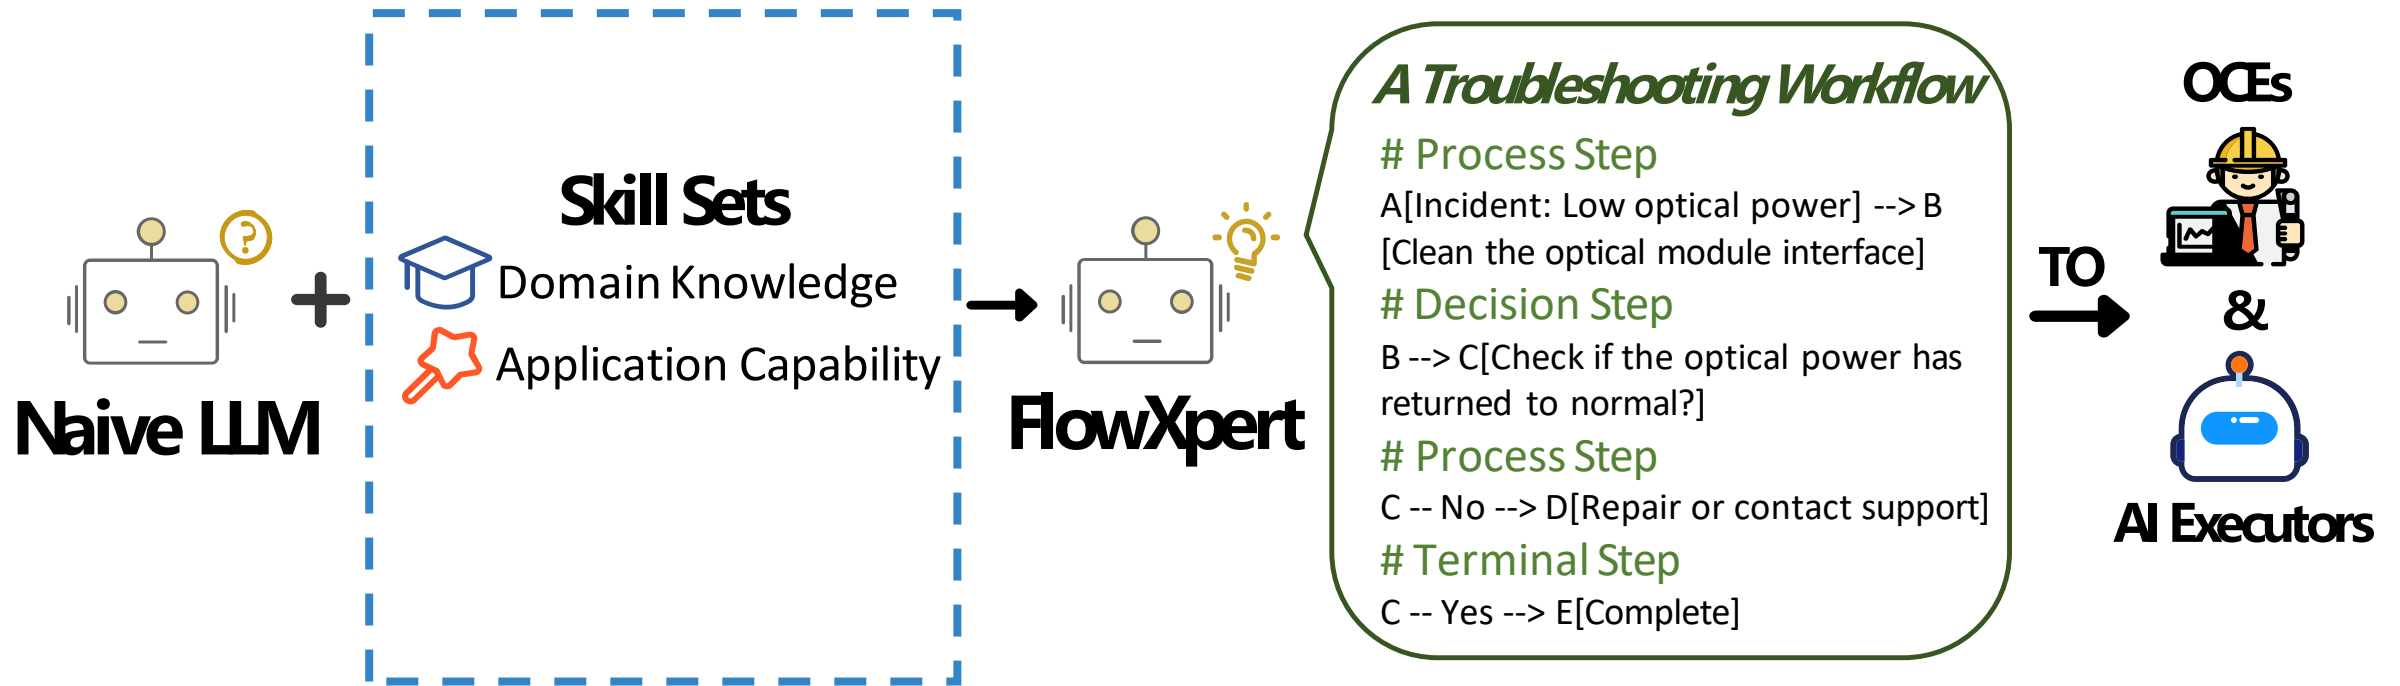 Naive LLM
Skill Sets
Domain Knowledge
Application Capability
FlowXpert
A Troubleshooting Workflow
# Process Step
A[Incident: Low optical power] --> B
[Clean the optical module interface]
# Decision Step
B --> C[Check if the optical power has
returned to normal?]
# Process Step
C -- No --> D[Repair or contact support]
# Terminal Step
C -- Yes --> E[Complete]
TO
OCEs
&
AI Executors